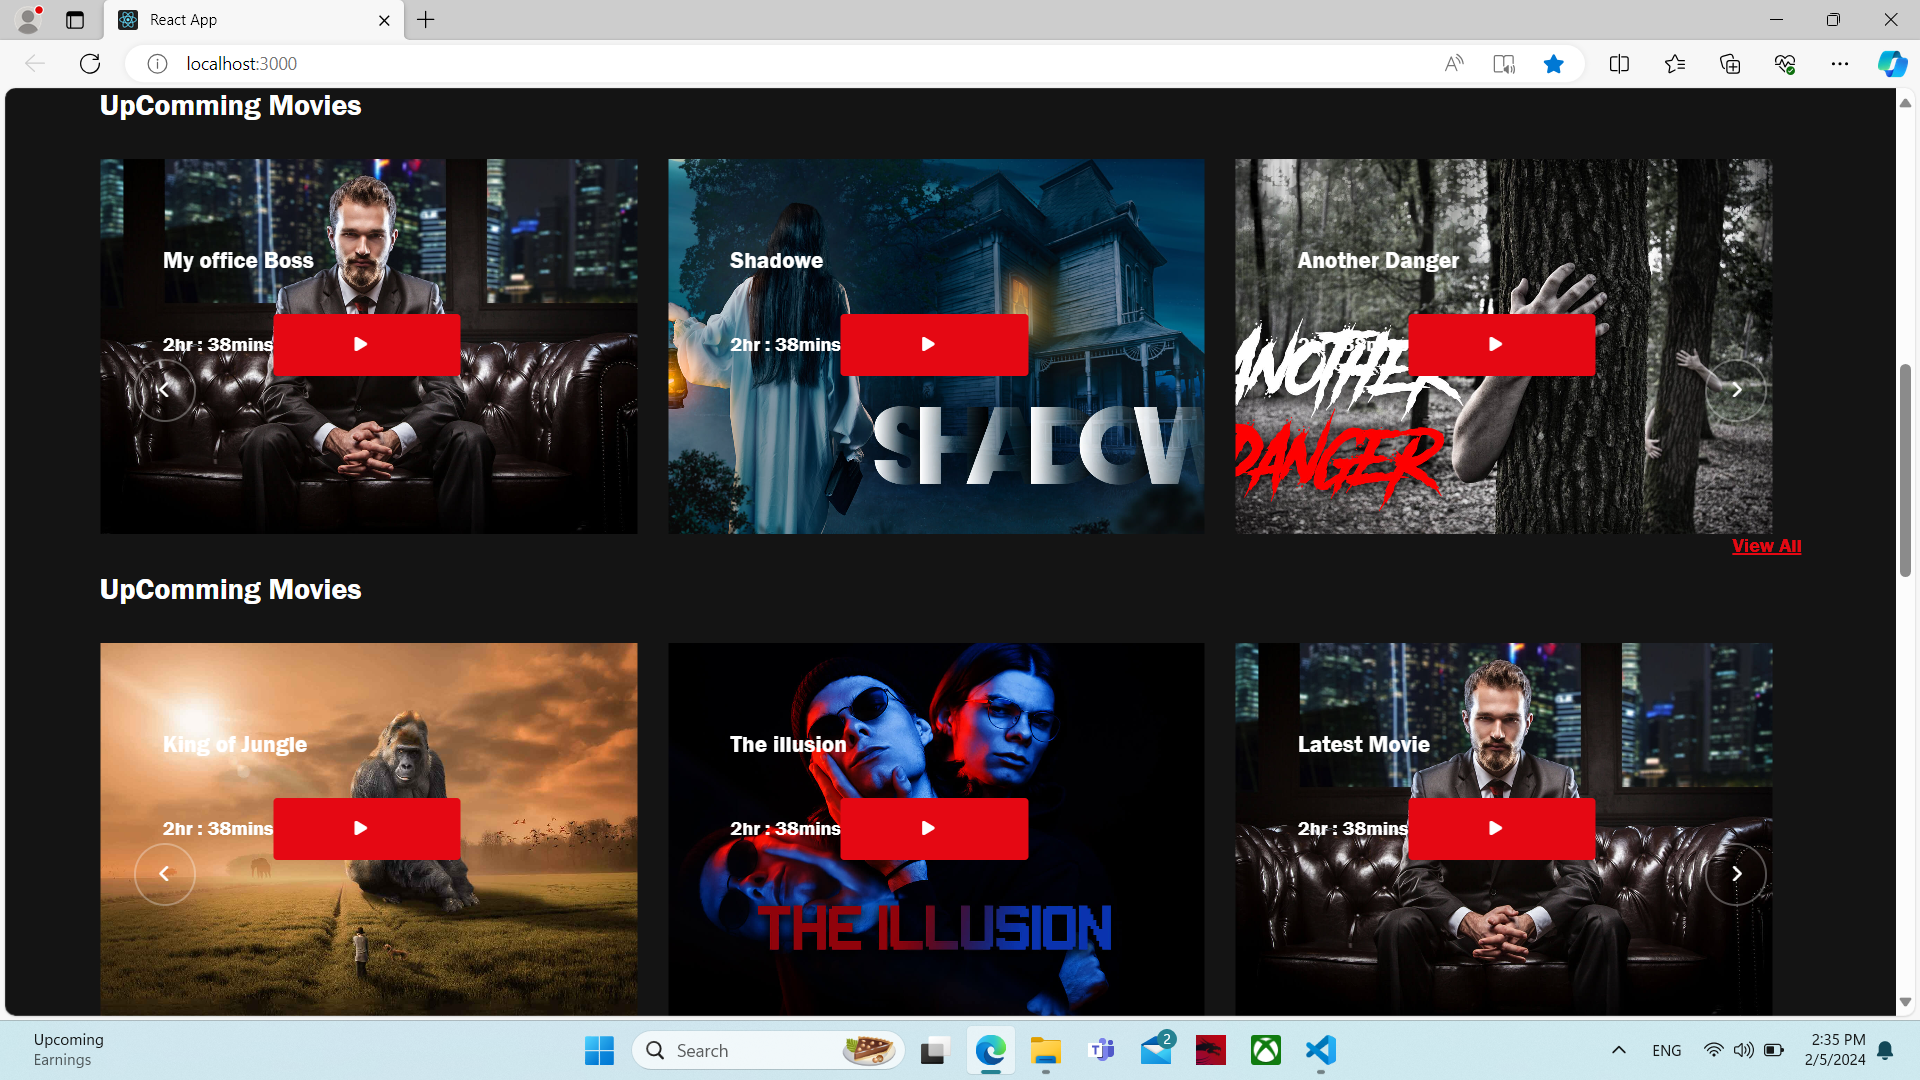 React App
localhost:3000
UpComming Movies
My office Boss
2hr : 38mins
Shadowe
2hr : 38mins
SHADOW
Another Danger
ANOTHER
DANGER
View All
UpComming Movies
King of Jungle
2hr : 38mins
The illusion
2hr : 38mins
THE ILLUSION
Latest Movie
2hr : 38mins
Upcoming
Earnings
Search
2
ENG
2:35 PM
2/5/2024